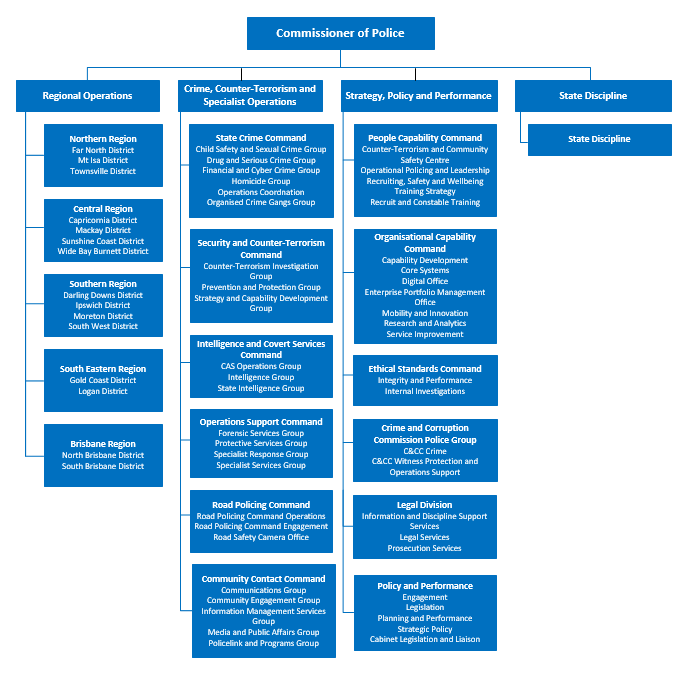 Commissioner of Police
Regional Operations
Northern Region
Far North District
Mt Isa District
Townsville District
Central Region
Capricornia District
Mackay District
Sunshine Coast District
Wide Bay Burnett District
Southern Region
Darling Downs District
Ipswich District
Moreton District
South West District
South Eastern Region
Gold Coast District
Logan District
Brisbane Region
North Brisbane District
South Brisbane District
Crime, Counter-Terrorism and
Specialist Operations
State Crime Command
Child Safety and Sexual Crime Group
Drug and Serious Crime Group
Financial and Cyber Crime Group
Homicide Group
Operations Coordnation
Organised Crime Gangs Group
Security and Counter-Terrorism
Command
Counter-Terrorism Investigation
Group
Prevention and Protection Group
Strategy and Capability Development
Group
Intelligence and Covert Services
Command
CAS Operations Group
Intelligence Group
State Intelligence Group
Operations Support Command
Forensic Services Group
Protective Services Group
Specialist Response Group
Specialist Services Group
Road Policing Command
Road Policing Command Operations
Road Policing Command Engagement
Road Safety Camera Office
Community Contact Command
Communications Group
Community Engagement Group
Information Management Services
Group
Media and Public Affairs Group
Policelink and Programs Group
Strategy, Policy and Performance
People Capability Command
Counter-Terrorism and Community
Safety Centre
Operational Policing and Leadership
Recruiting, Safety and Wellbeing
Training Strategy
Recruit and Constable Training
Organisational Capability
Command
Capability Development
Core Systems
Digital Office
Enterprise Portfolio Management
Office
Mobility and Innovation
Research and Analytics
Service Improvement
Ethical Standards Command
Integrity and Performance
Internal Investigations
Crime and Corruption
Commission Police Group
C&CC Crime
C&CC Witness Protection and
Operations Support
Legal Division
Information and Discipline Support
Services
Legal Services
Prosecution Services
Policy and Performance
Engagement
Legislation
Planning and Performance
Strategic Policy
Cabinet Legislation and Liaison
State Discipline
State Discipline